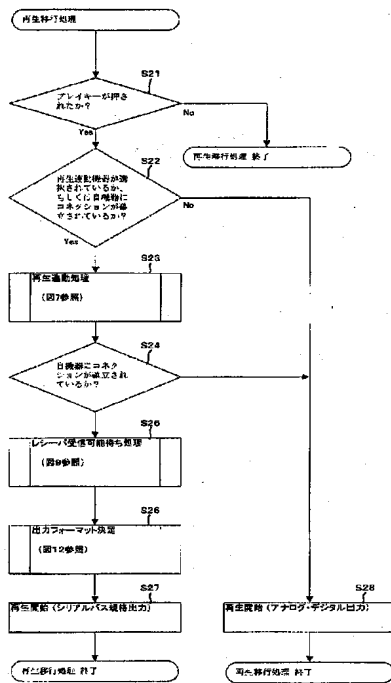 再生移行処理
S21
プレイキーが押さ
れたか?
No
Yes
再生移行処理 終了
S22
再生連動機器が選
択されているか、
もしくは自機器に
コネクションが確
立されているか?
No
Yes
S23
再生連動処理
(図7参照)
S24
自機器にコネク
ションが確立されて
いるか?
S25
レシーバ受信可能待ち処理
(図9参照)
S26
出力フォーマット決定
(図12参照)
S27
再生開始(シリアルバス規格出力)
S28
再生開始(アナログ・デジタル出力)
再生移行処理 終了
再生移行処理 終了